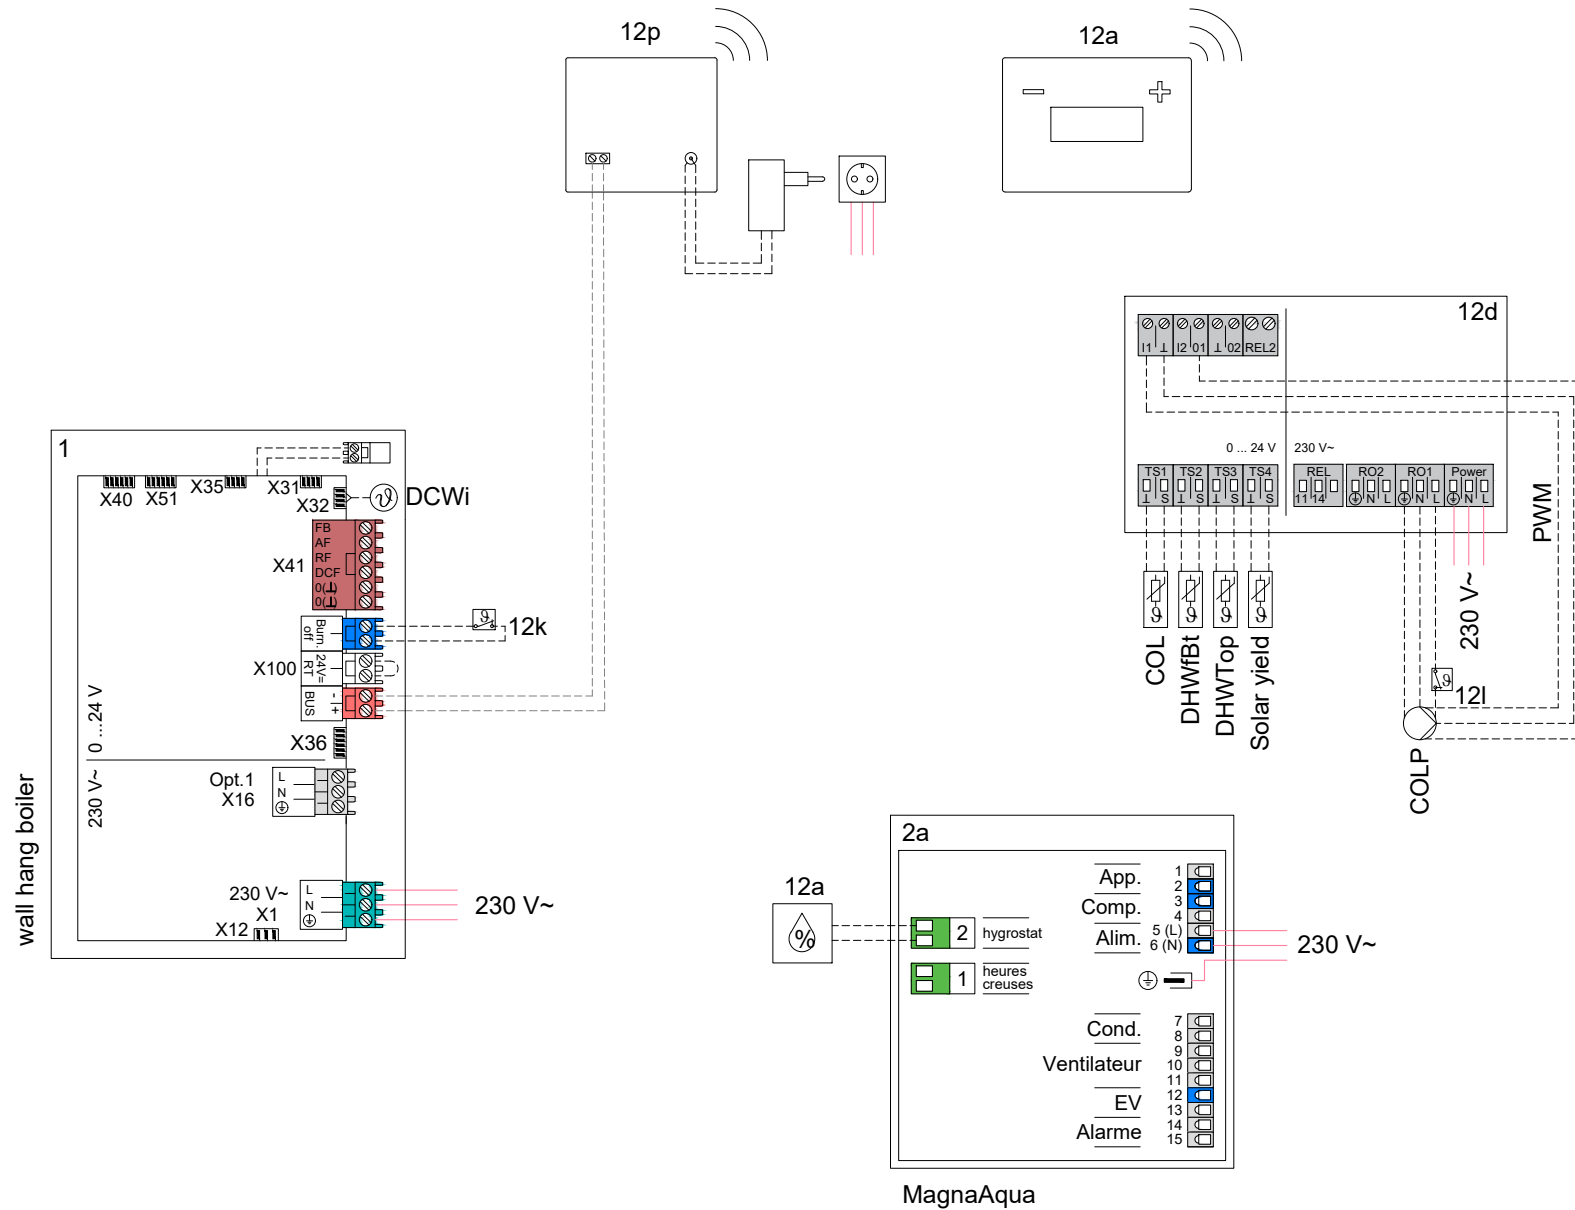 12p
12a
12d
I1 ⊥ I2 01 ⊥ 02 REL2
0 ... 24 V 230 V~
TS1 TS2 TS3 TS4 REL RO2 RO1 Power
⊥ S ⊥ S ⊥ S ⊥ S 11 14 N L N L N L
PWM
230 V~
COL
DHWfBt
DHWTop
Solar yield
12l
COLP
1
X40 X51 X35 X31
X32 DCWi
FB
AF
RF
DCF
0(⊥)
0(⊥)
X41
Burn.
off
12k
X100
24V=
RT
BUS
- +
X36
0 ...24 V
230 V~
Opt.1
X16
L
N
230 V~
X1
X12
L
N
230 V~
wall hang boiler
2a
12a
%
2 hygrostat
1 heures
creuses
App. 1
2
Comp. 3
4
Alim. 5 (L)
6 (N)
230 V~
Cond. 7
8
Ventilateur 9
10
11
EV 12
13
Alarme 14
15
MagnaAqua